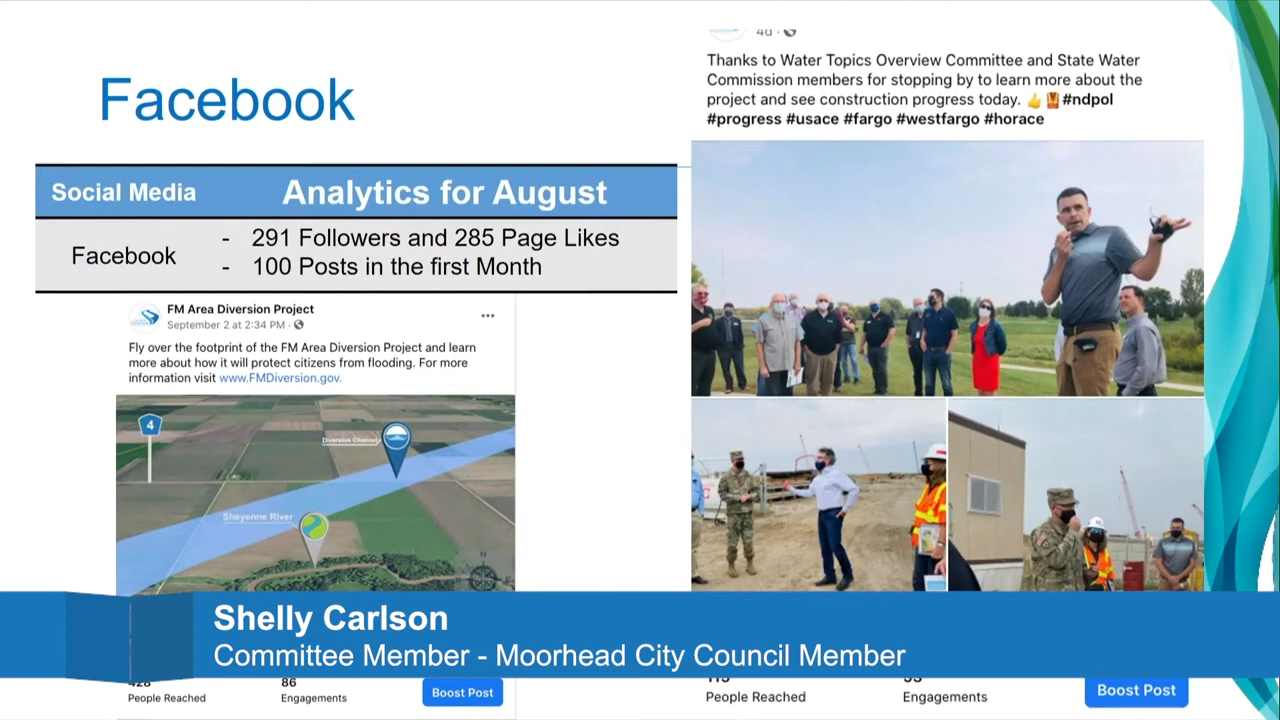 Facebook
Social Media Analytics for August
Facebook
- 291 Followers and 285 Page Likes
- 100 Posts in the first Month
FM Area Diversion Project
September 2 at 2:34 PM ·
Fly over the footprint of the FM Area Diversion Project and learn
more about how it will protect citizens from flooding. For more
information visit www.FMDiversion.gov.
4
Diversion Channel
Sheyenne River
N
86
People Reached
Engagements
Boost Post
4d ·
Thanks to Water Topics Overview Committee and State Water
Commission members for stopping by to learn more about the
project and see construction progress today. 👍 #ndpol
#progress #usace #fargo #westfargo #horace
People Reached
Engagements
Boost Post
Shelly Carlson
Committee Member - Moorhead City Council Member